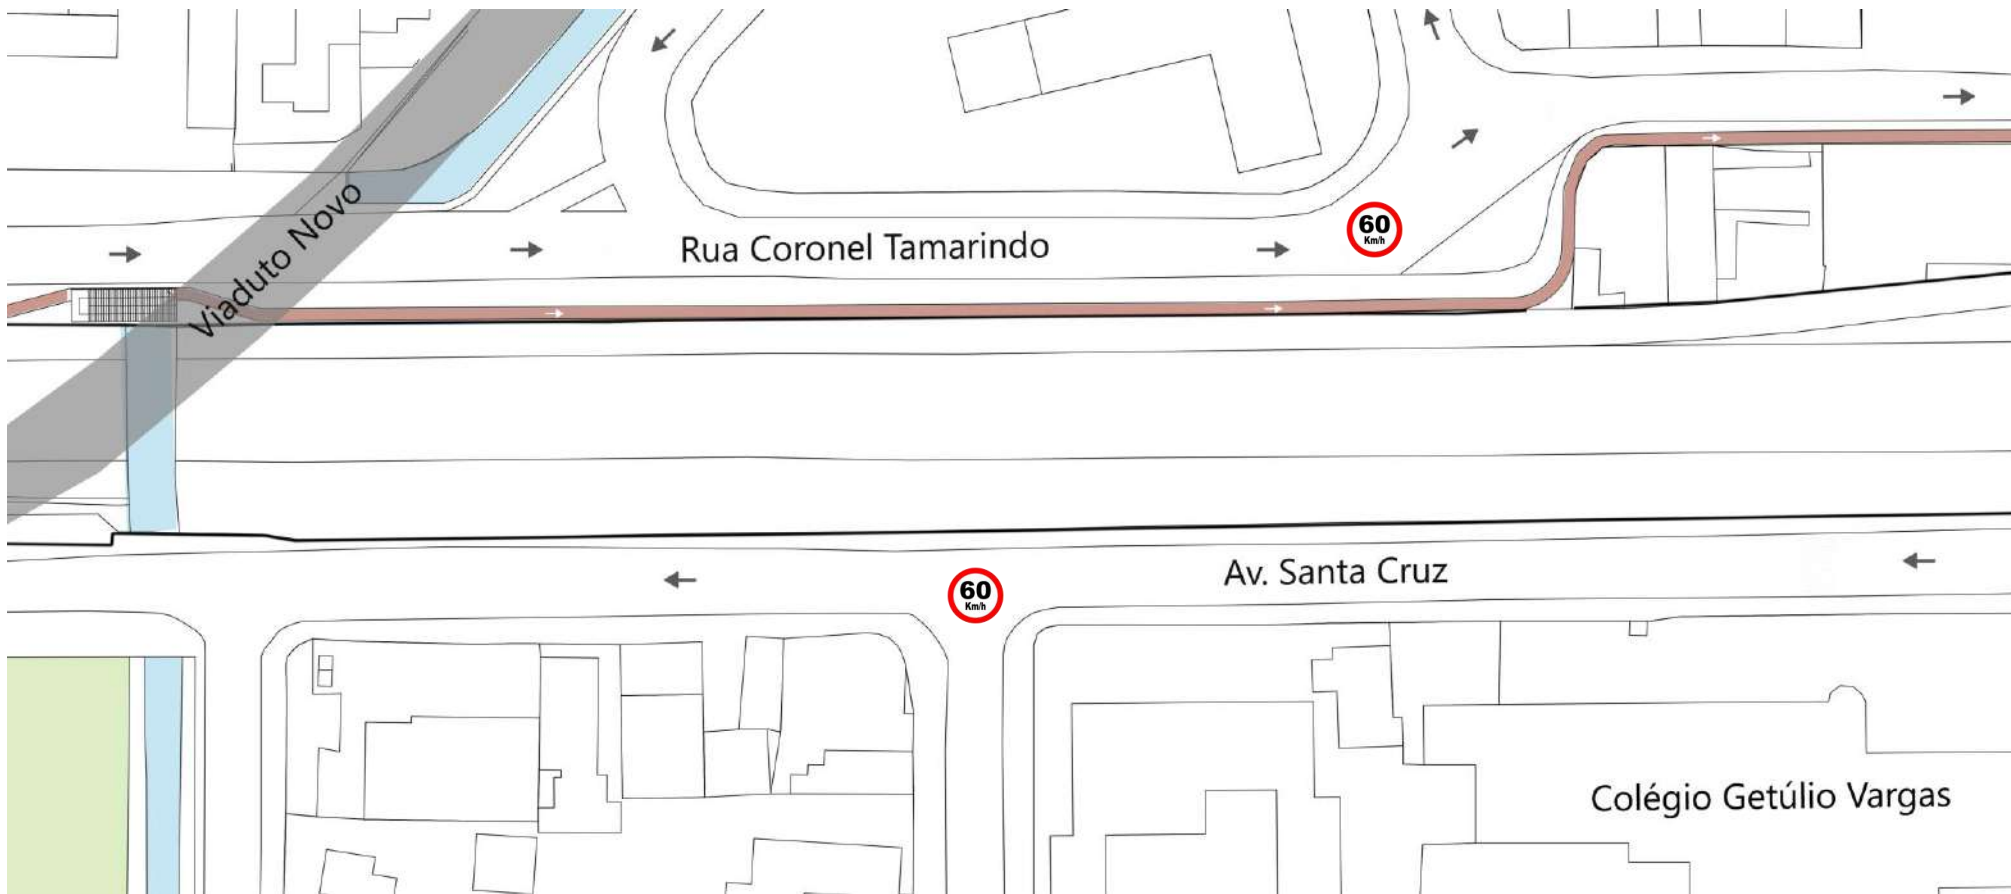 Viaduto Novo
Rua Coronel Tamarindo
60
Km/h
Av. Santa Cruz
60
Km/h
Colégio Getúlio Vargas